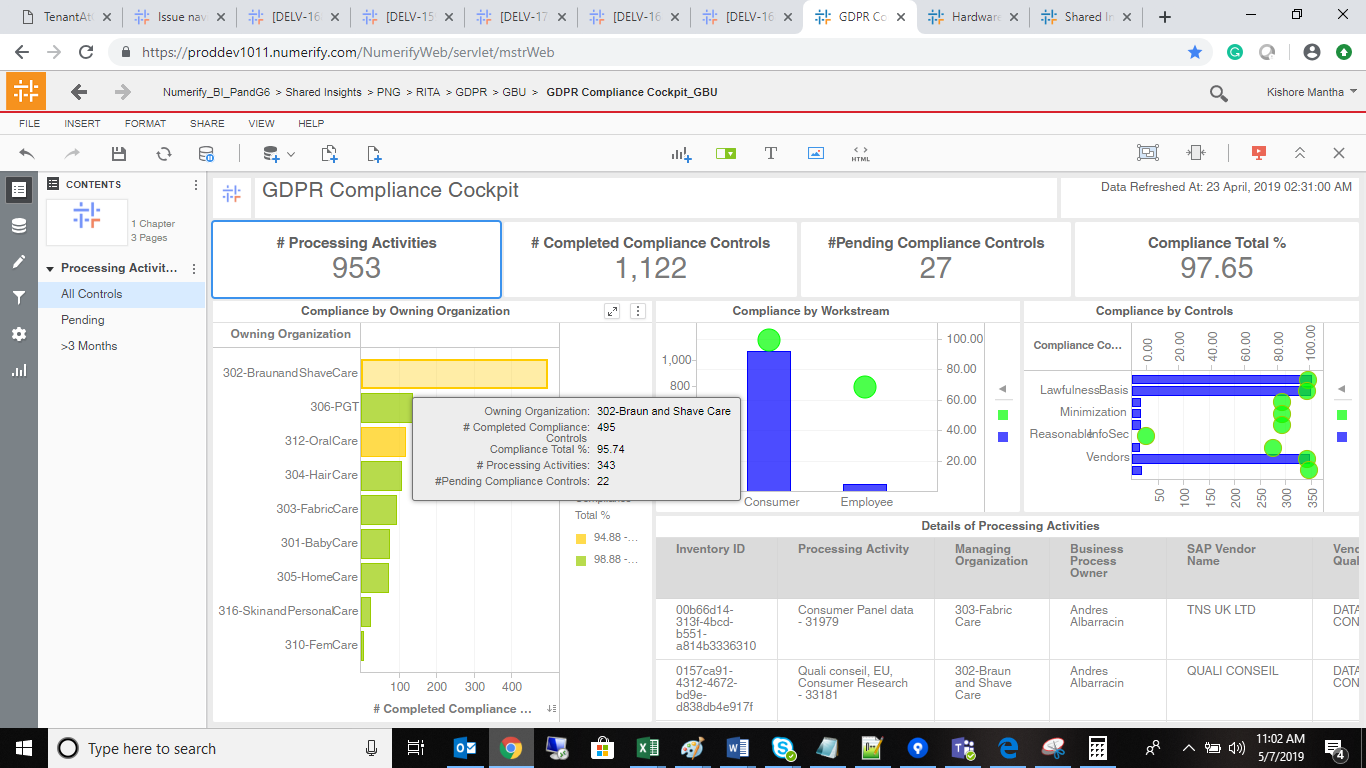 TenantAt
Issue nav
[DELV-16
[DELV-15
[DELV-17
[DELV-16
[DELV-16
GDPR Co
Hardware
Shared In
https://proddev1011.numerify.com/NumerifyWeb/servlet/mstrWeb
Numerify_BI_PandG6 > Shared Insights > PNG > RITA > GDPR > GBU > GDPR Compliance Cockpit_GBU
Kishore Mantha
FILE INSERT FORMAT SHARE VIEW HELP
HTML
CONTENTS
1 Chapter
3 Pages
Processing Activit...
All Controls
Pending
>3 Months
GDPR Compliance Cockpit
Data Refreshed At: 23 April, 2019 02:31:00 AM
# Processing Activities
953
# Completed Compliance Controls
1,122
#Pending Compliance Controls
27
Compliance Total %
97.65
Compliance by Owning Organization
Owning Organization
302-BraunandShaveCare
306-PGT
312-OralCare
304-HairCare
303-FabricCare
301-BabyCare
305-HomeCare
316-SkinandPersonalCare
310-FemCare
100 200 300 400
# Completed Compliance ...
Owning Organization: 302-Braun and Shave Care
# Completed Compliance Controls 495
Compliance Total %: 95.74
# Processing Activities: 343
#Pending Compliance Controls: 22
Total %
94.88 -...
98.88 -...
Compliance by Workstream
1,000
800
100.00
80.00
60.00
40.00
20.00
Consumer Employee
Compliance by Controls
Compliance Co...
0.00 20.00 40.00 60.00 80.00 100.00
LawfulnessBasis
Minimization
ReasonableInfoSec
Vendors
50 100 150 200 250 300 350
Details of Processing Activities
Inventory ID
Processing Activity
Managing Organization
Business Process Owner
SAP Vendor Name
00b66d14-
313f-4bcd-
b551-
a814b3336310
Consumer Panel data
- 31979
303-Fabric
Care
Andres
Albarracin
TNS UK LTD
DATA
CON
0157ca91-
4312-4672-
bd9e-
d838db4e917f
Quali conseil, EU,
Consumer Research
- 33181
302-Braun
and Shave
Care
Andres
Albarracin
QUALI CONSEIL
DATA
CON
Type here to search
11:02 AM
5/7/2019
4